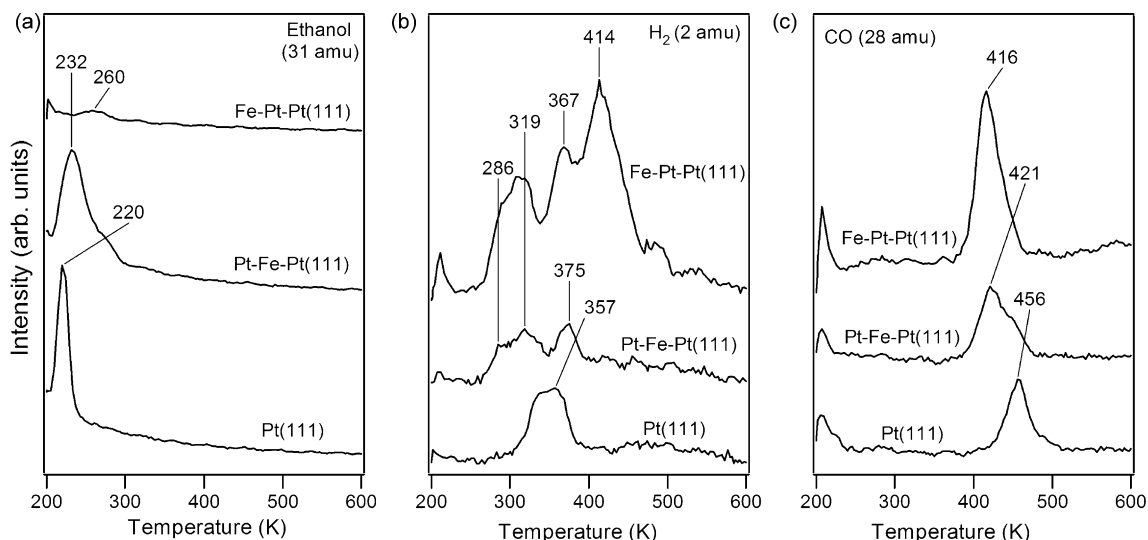 (a)
Ethanol
(31 amu)
232
260
Fe-Pt-Pt(111)
220
Pt-Fe-Pt(111)
Pt(111)
Intensity (arb. units)
200 300 400 500 600
Temperature (K)
(b)
H₂ (2 amu)
414
367
319
286
Fe-Pt-Pt(111)
375
357
Pt-Fe-Pt(111)
Pt(111)
200 300 400 500 600
Temperature (K)
(c)
CO (28 amu)
416
421
Fe-Pt-Pt(111)
456
Pt-Fe-Pt(111)
Pt(111)
200 300 400 500 600
Temperature (K)